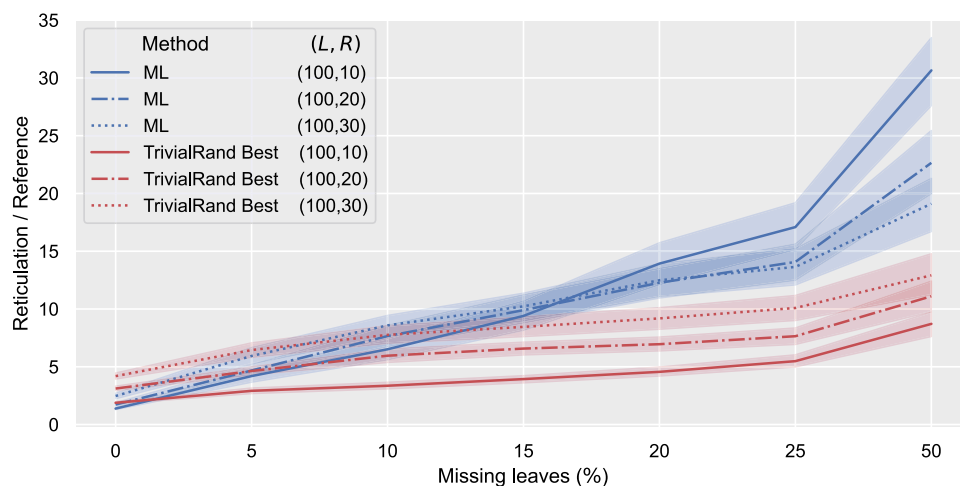 35
30
25
20
15
10
5
0
Reticulation / Reference
Method (L, R)
ML (100,10)
ML (100,20)
ML (100,30)
TrivialRand Best (100,10)
TrivialRand Best (100,20)
TrivialRand Best (100,30)
0 5 10 15 20 25 50
Missing leaves (%)